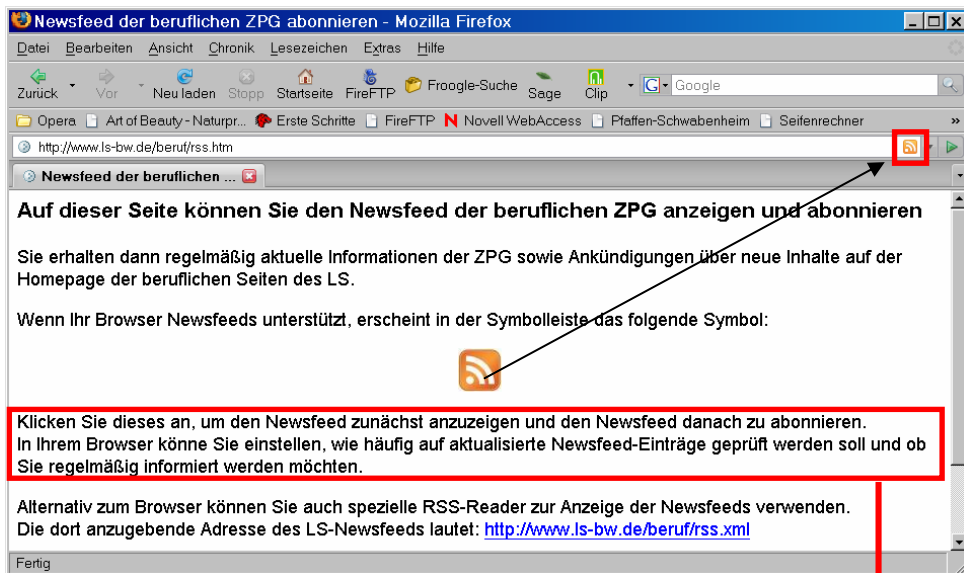 Newsfeed der beruflichen ZPG abonnieren - Mozilla Firefox
Datei Bearbeiten Ansicht Chronik Lesezeichen Extras Hilfe
Zurück Vor Neu laden Stopp Startseite FireFTP Froogle-Suche Sage Clip G Google
Opera Art of Beauty - Naturpr... Erste Schritte FireFTP Novell WebAccess Pfaffen-Schwabenheim Seifenrechner »
http://www.ls-bw.de/beruf/rss.htm
Newsfeed der beruflichen ...
Auf dieser Seite können Sie den Newsfeed der beruflichen ZPG anzeigen und abonnieren
Sie erhalten dann regelmäßig aktuelle Informationen der ZPG sowie Ankündigungen über neue Inhalte auf der
Homepage der beruflichen Seiten des LS.
Wenn Ihr Browser Newsfeeds unterstützt, erscheint in der Symbolleiste das folgende Symbol:
Klicken Sie dieses an, um den Newsfeed zunächst anzuzeigen und den Newsfeed danach zu abonnieren.
In Ihrem Browser könne Sie einstellen, wie häufig auf aktualisierte Newsfeed-Einträge geprüft werden soll und ob
Sie regelmäßig informiert werden möchten.
Alternativ zum Browser können Sie auch spezielle RSS-Reader zur Anzeige der Newsfeeds verwenden.
Die dort anzugebende Adresse des LS-Newsfeeds lautet: http://www.ls-bw.de/beruf/rss.xml
Fertig